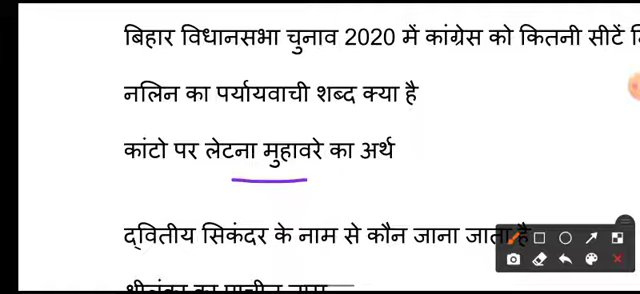 बिहार विधानसभा चुनाव 2020 में कांग्रेस को कितनी सीटें
नलिन का पर्यायवाची शब्द क्या है
कांटो पर लेटना मुहावरे का अर्थ
द्वितीय सिकंदर के नाम से कौन जाना जाता है
श्रीलंका का प्राचीन नाम